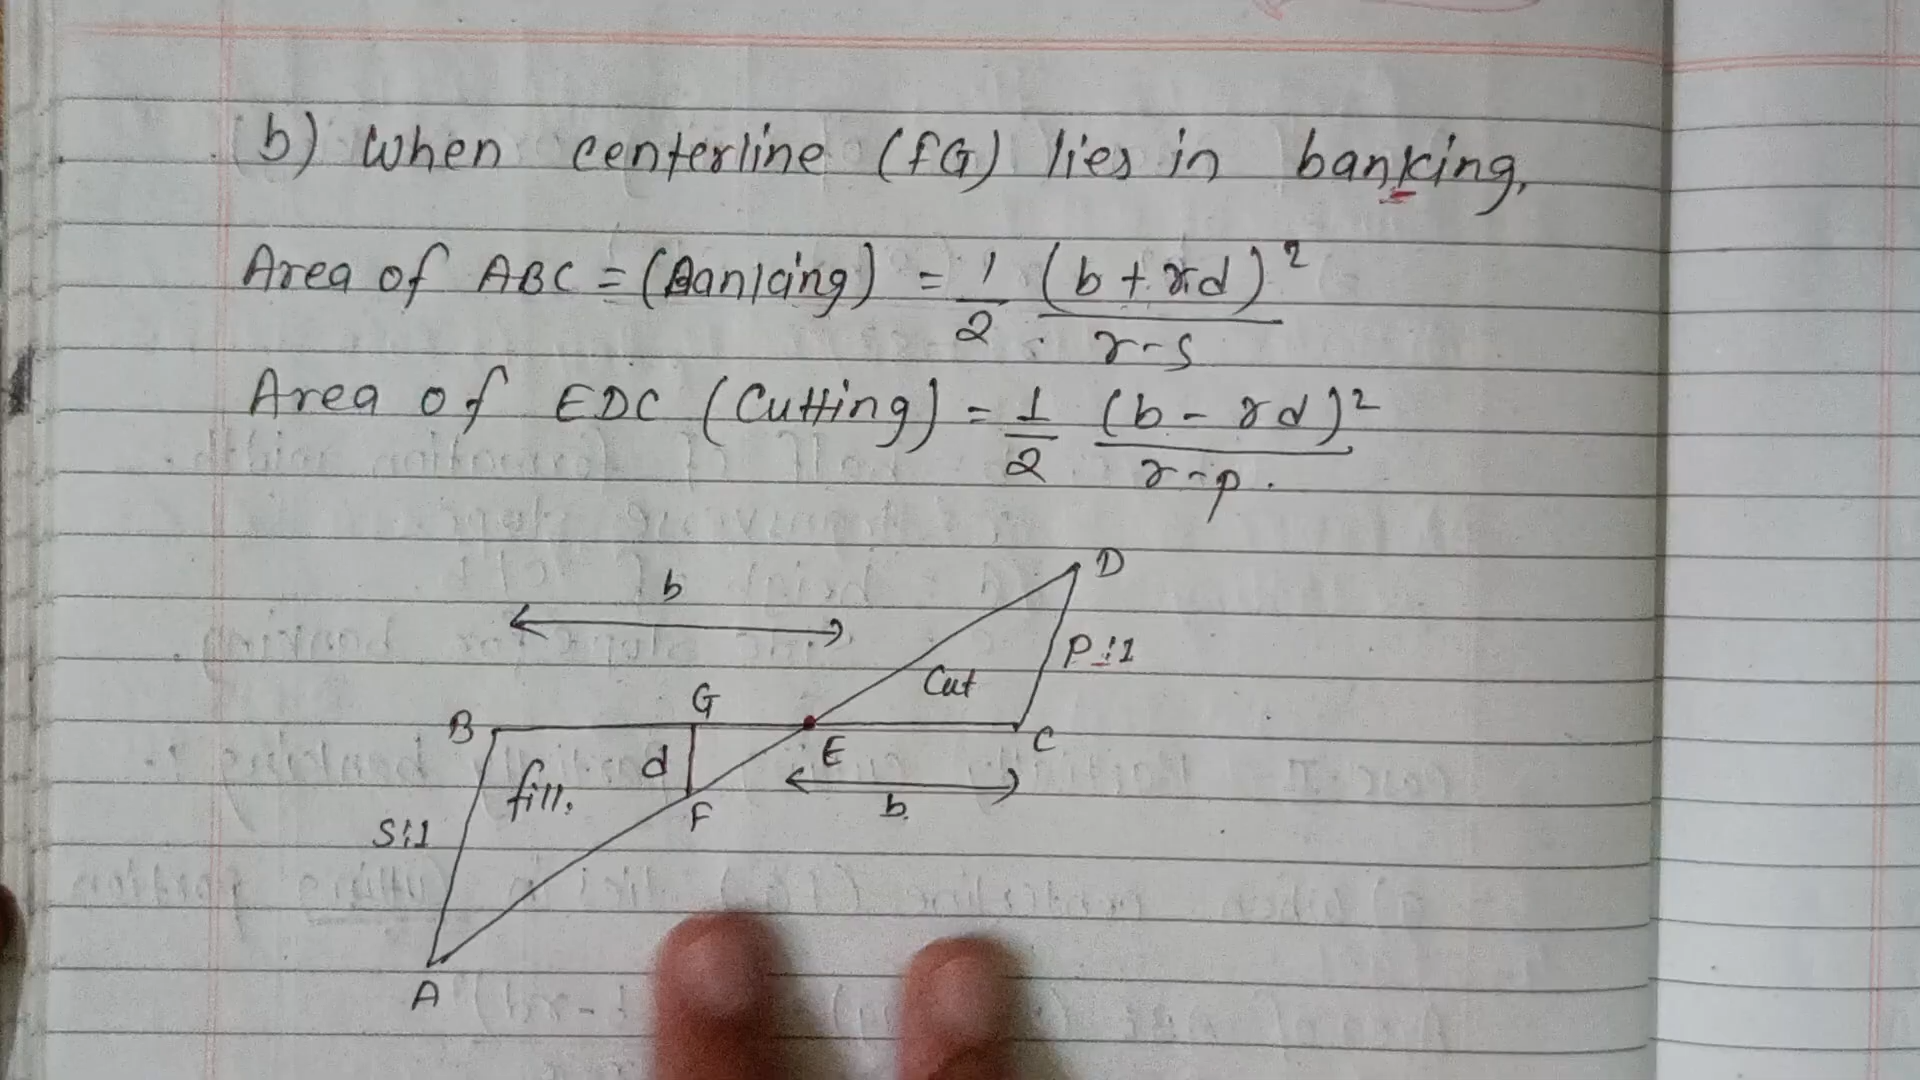 b) When centerline (fG) lies in banking,
Area of ABC = (Banking) = 1/2 (b + rd)² / r-s
Area of EDC (Cutting) = 1/2 (b - rd)² / r-p.
D
b
P:1
Cut
G
B
E
C
d
fill,
b.
F
S:1
A